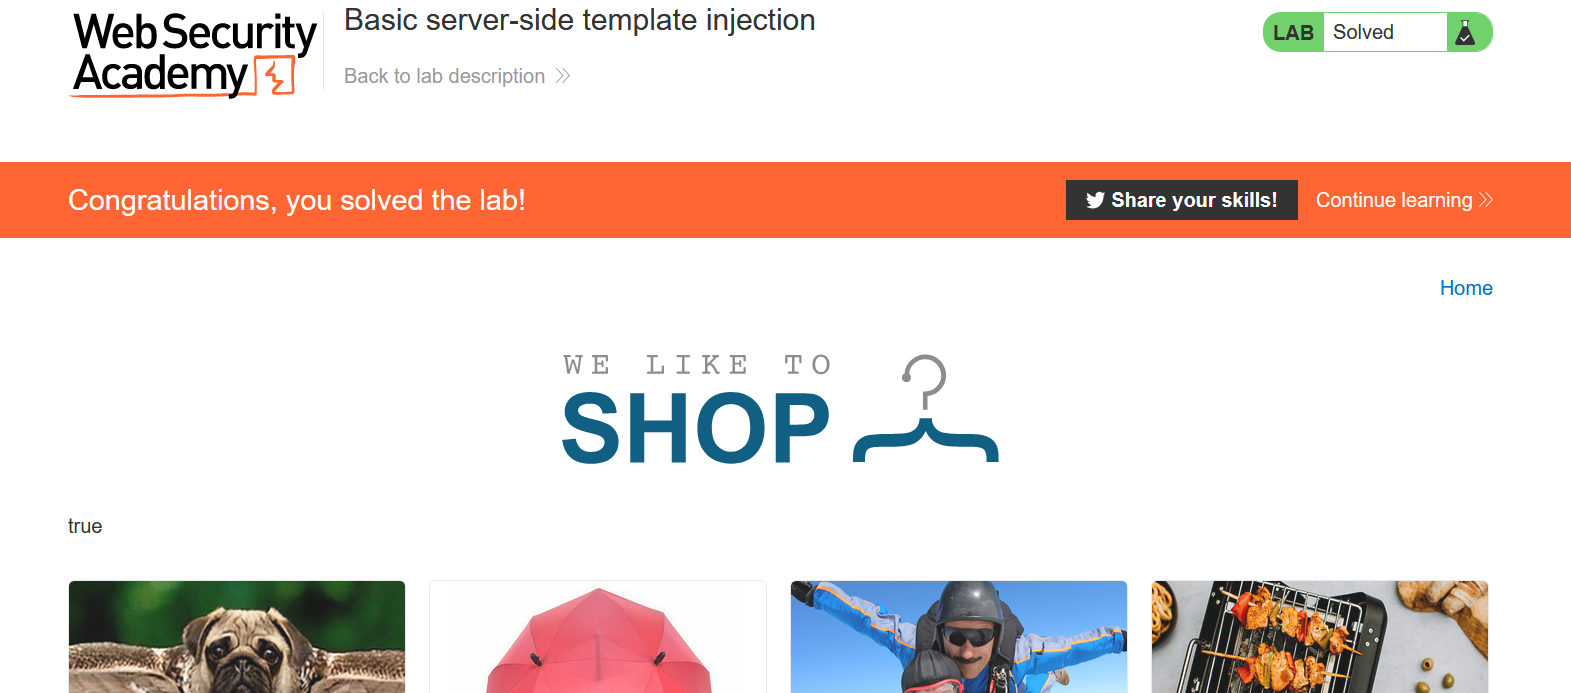 Web Security
Academy
Basic server-side template injection
Back to lab description
LAB Solved
Congratulations, you solved the lab!
Share your skills!
Continue learning
Home
WE LIKE TO
SHOP
true